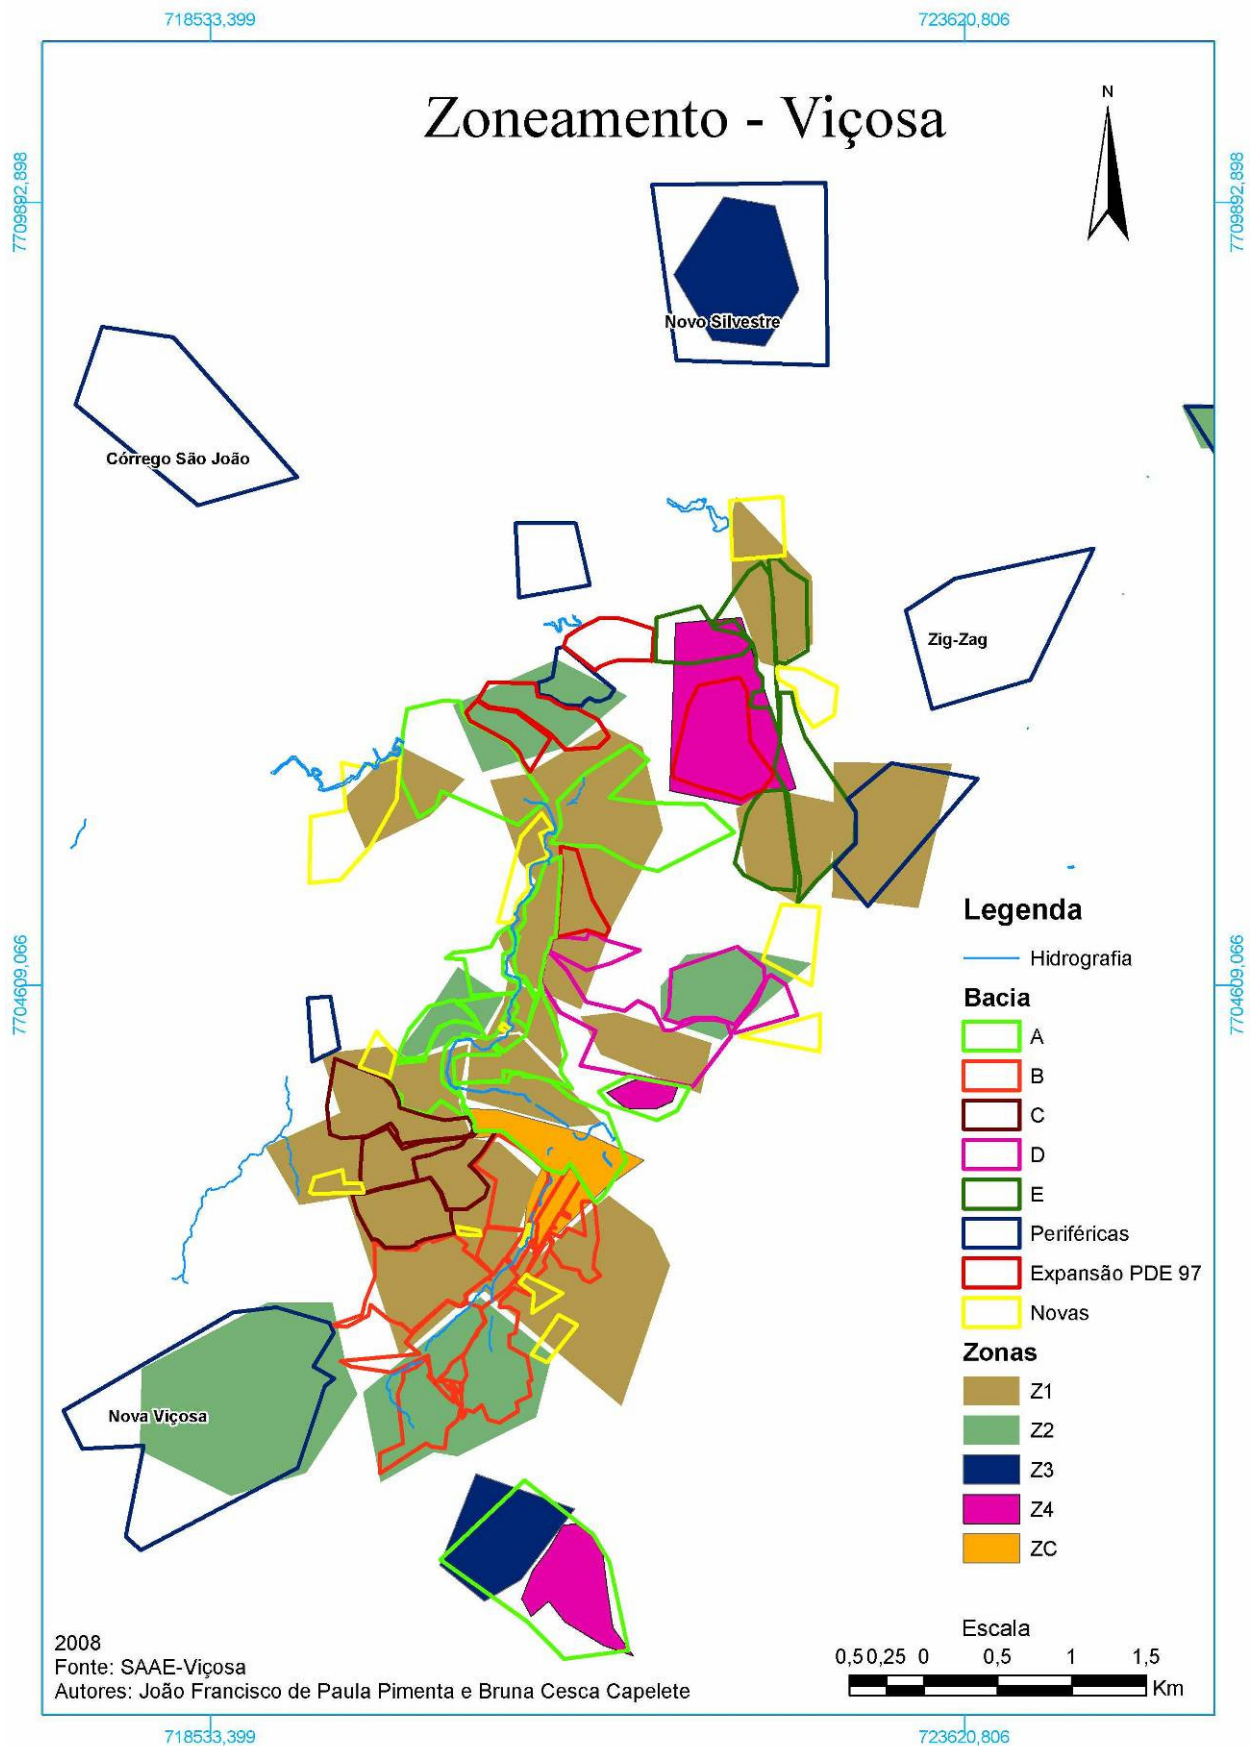 718533,399
723620,806
Zoneamento - Viçosa
N
7709892,898
7709892,898
Novo Silvestre
Córrego São João
Zig-Zag
Legenda
Hidrografia
7704609,066
7704609,066
Bacia
A
B
C
D
E
Periféricas
Expansão PDE 97
Novas
Zonas
Z1
Z2
Nova Viçosa
Z3
Z4
ZC
Escala
0,5 0,25 0 0,5 1 1,5
Km
2008
Fonte: SAAE-Viçosa
Autores: João Francisco de Paula Pimenta e Bruna Cesca Capelete
718533,399
723620,806